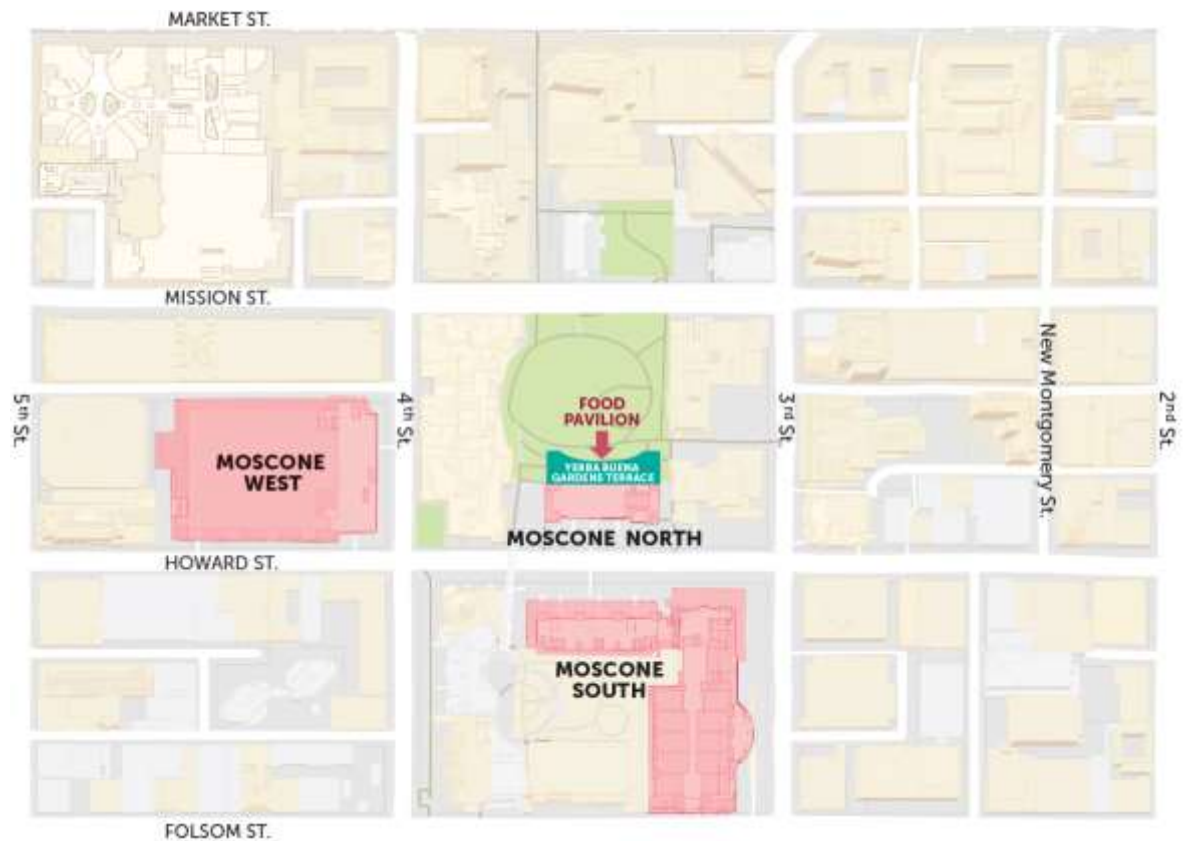 MARKET ST.
MISSION ST.
5th St.
4th St.
3rd St.
New Montgomery St.
2nd St.
FOOD
PAVILION
YERBA BUENA
GARDENS TERRACE
MOSCONE
WEST
MOSCONE NORTH
HOWARD ST.
MOSCONE
SOUTH
FOLSOM ST.